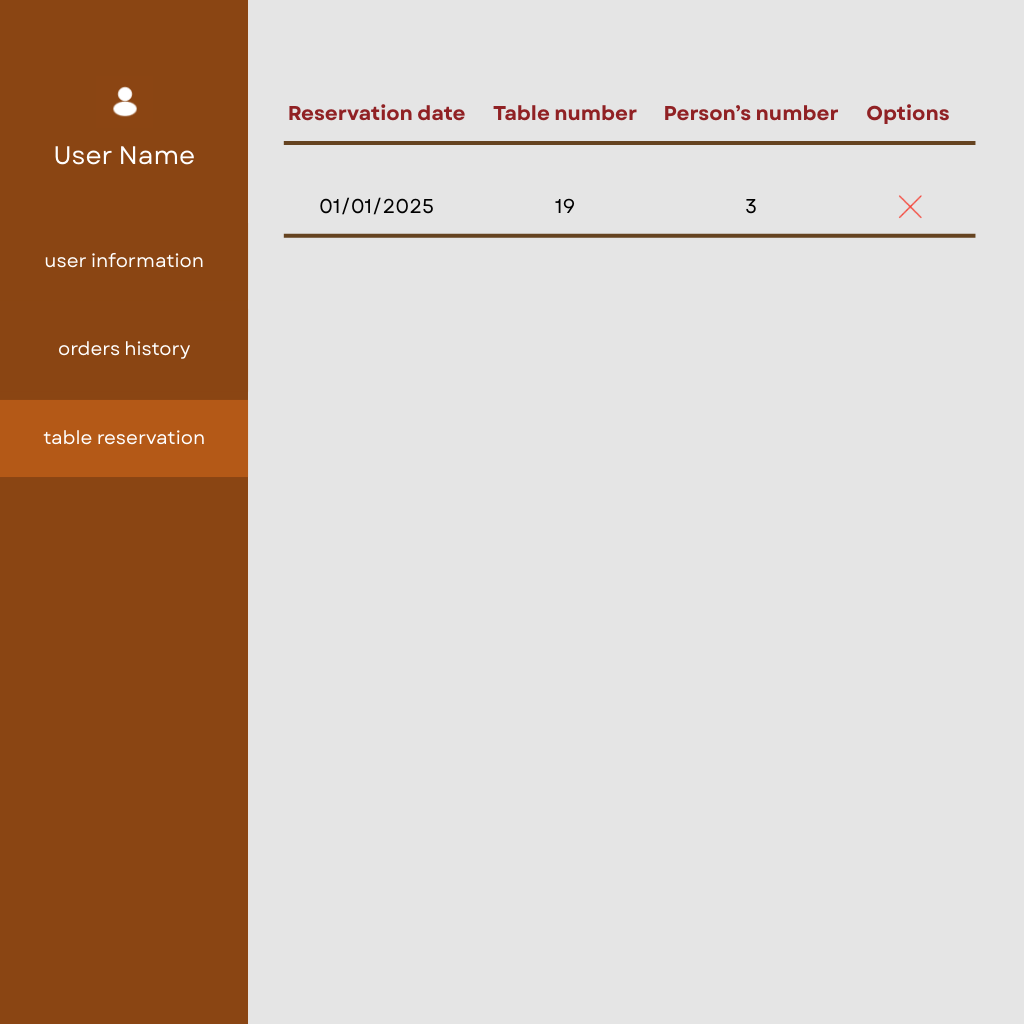 User Name
user information
orders history
table reservation
Reservation date Table number Person’s number Options
01/01/2025 19 3